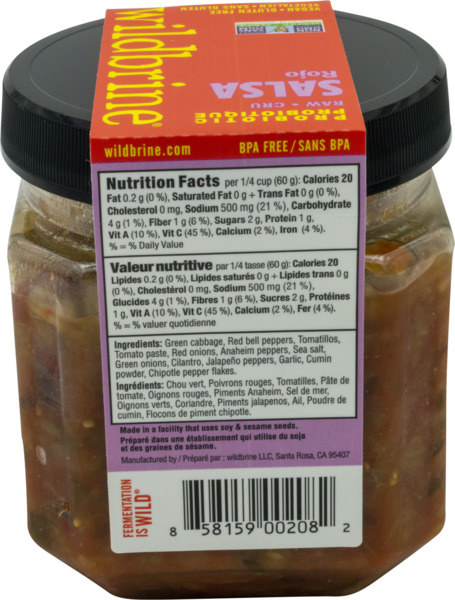 VEGAN • GLUTEN FREE
VÉGÉTALIEN • SANS GLUTEN
wildbrine®
SALSA
Rojo
RAW • CRU
PROBIOTIC
PROBIOTIQUE
wildbrine.com BPA FREE / SANS BPA
Nutrition Facts per 1/4 cup (60 g): Calories 20
Fat 0.2 g (0 %), Saturated Fat 0 g + Trans Fat 0 g (0 %),
Cholesterol 0 mg, Sodium 500 mg (21 %), Carbohydrate
4 g (1 %), Fiber 1 g (6 %), Sugars 2 g, Protein 1 g,
Vit A (10 %), Vit C (45 %), Calcium (2 %), Iron (4 %).
% = % Daily Value
Valeur nutritive par 1/4 tasse (60 g): Calories 20
Lipides 0.2 g (0 %), Lipides saturés 0 g + Lipides trans 0 g
(0 %), Cholestérol 0 mg, Sodium 500 mg (21 %),
Glucides 4 g (1 %), Fibres 1 g (6 %), Sucres 2 g, Protéines
1 g, Vit A (10 %), Vit C (45 %), Calcium (2 %), Fer (4 %).
% = % valuer quotidienne
Ingredients: Green cabbage, Red bell peppers, Tomatillos,
Tomato paste, Red onions, Anaheim peppers, Sea salt,
Green onions, Cilantro, Jalapeño peppers, Garlic, Cumin
powder, Chipotle pepper flakes.
Ingrédients: Chou vert, Poivrons rouges, Tomatilles, Pâte de
tomate, Oignons rouges, Piments Anaheim, Sel de mer,
Oignons verts, Coriandre, Piments jalapenos, Ail, Poudre de
cumin, Flocons de piment chipotle.
Made in a facility that uses soy & sesame seeds.
Préparé dans une établissement qui utilise du soja
et des graines de sésame.
Manufactured by / Préparé par : wildbrine LLC, Santa Rosa, CA 95407
FERMENTATION
IS WILD®
8 58159 00208 2